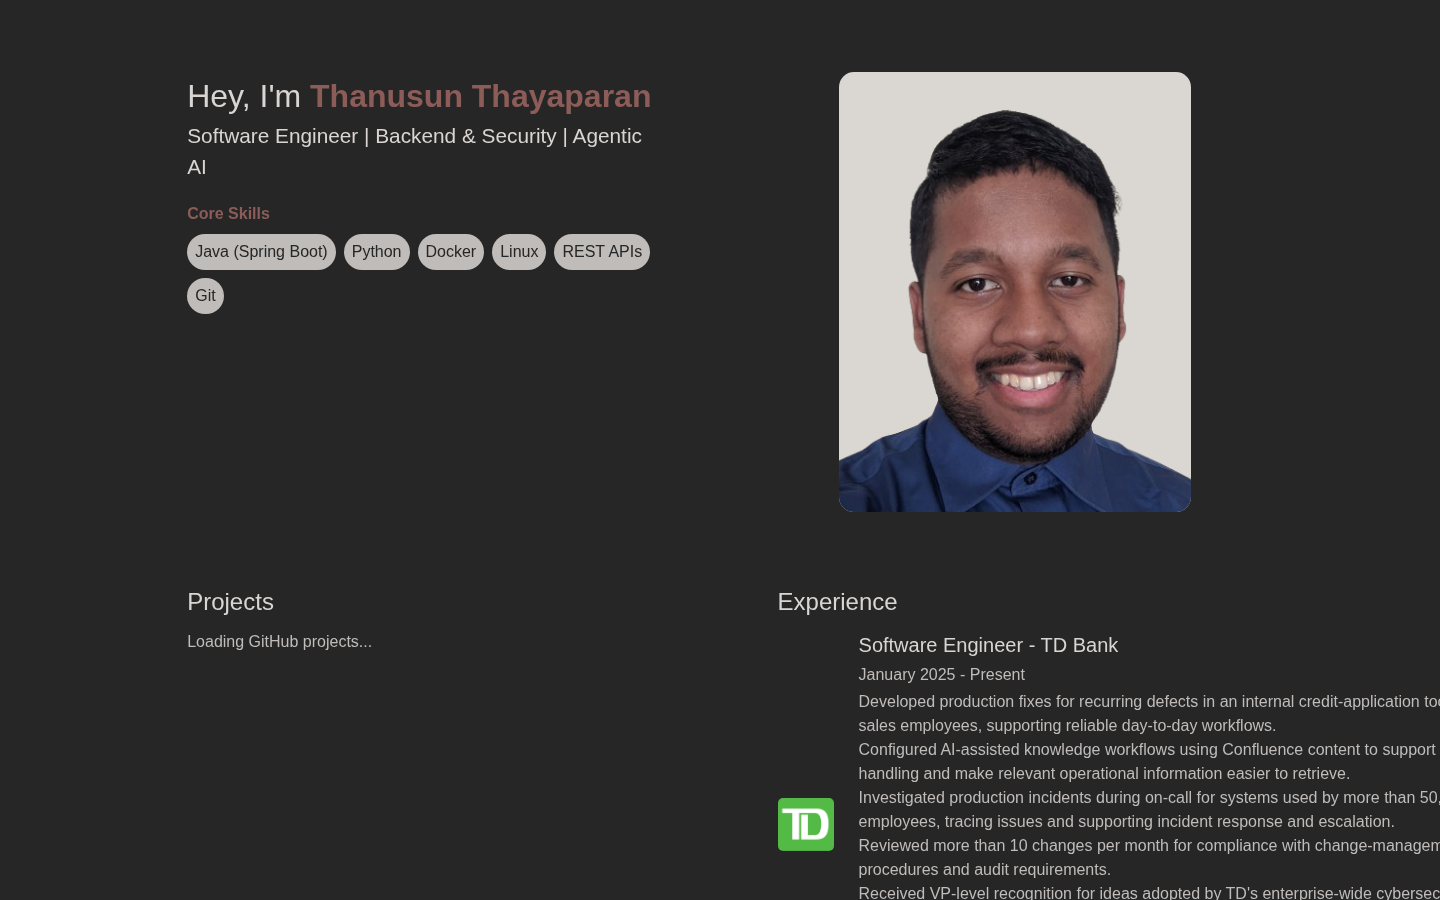 Hey, I'm Thanusun Thayaparan
Software Engineer | Backend & Security | Agentic
AI
Core Skills
Java (Spring Boot) Python Docker Linux REST APIs
Git
Projects
Loading GitHub projects...
Experience
Software Engineer - TD Bank
January 2025 - Present
Developed production fixes for recurring defects in an internal credit-application
sales employees, supporting reliable day-to-day workflows.
Configured AI-assisted knowledge workflows using Confluence content to support
handling and make relevant operational information easier to retrieve.
Investigated production incidents during on-call for systems used by more than 50,
employees, tracing issues and supporting incident response and escalation.
Reviewed more than 10 changes per month for compliance with
procedures and audit requirements.
Received VP-level recognition for ideas adopted by TD's enterprise-wide
TD